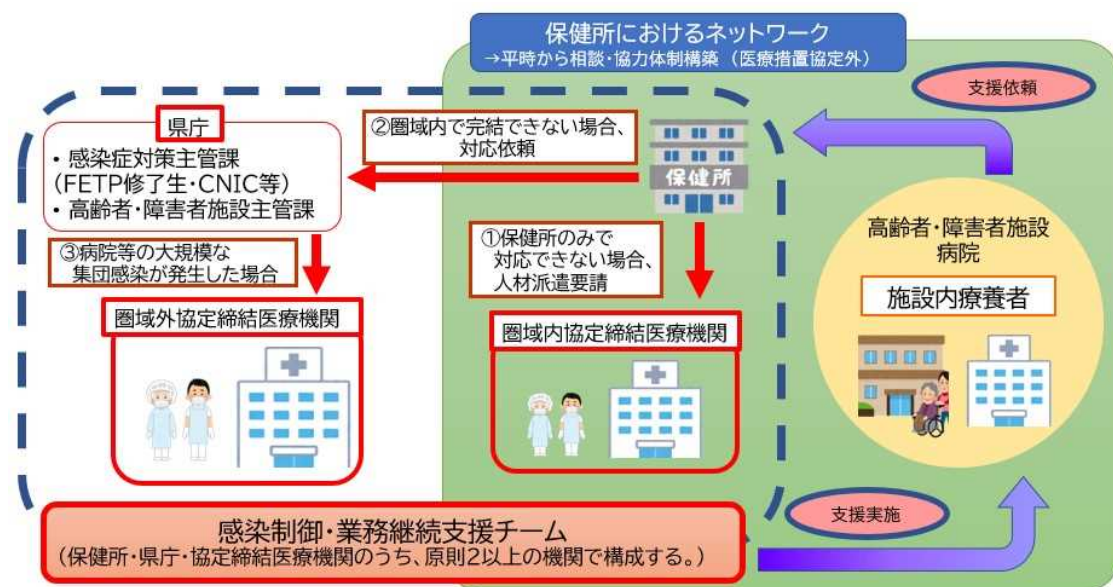 保健所におけるネットワーク
→平時から相談・協力体制構築（医療措置協定外）
支援依頼
県庁
・感染症対策主管課
(FETP修了生・CNIC等)
・高齢者・障害者施設主管課
②圏域内で完結できない場合、
対応依頼
保健所
③病院等の大規模な
集団感染が発生した場合
①保健所のみで
対応できない場合、
人材派遣要請
高齢者・障害者施設
病院
施設内療養者
圏域外協定締結医療機関
圏域内協定締結医療機関
感染制御・業務継続支援チーム
(保健所・県庁・協定締結医療機関のうち、原則2以上の機関で構成する。)
支援実施